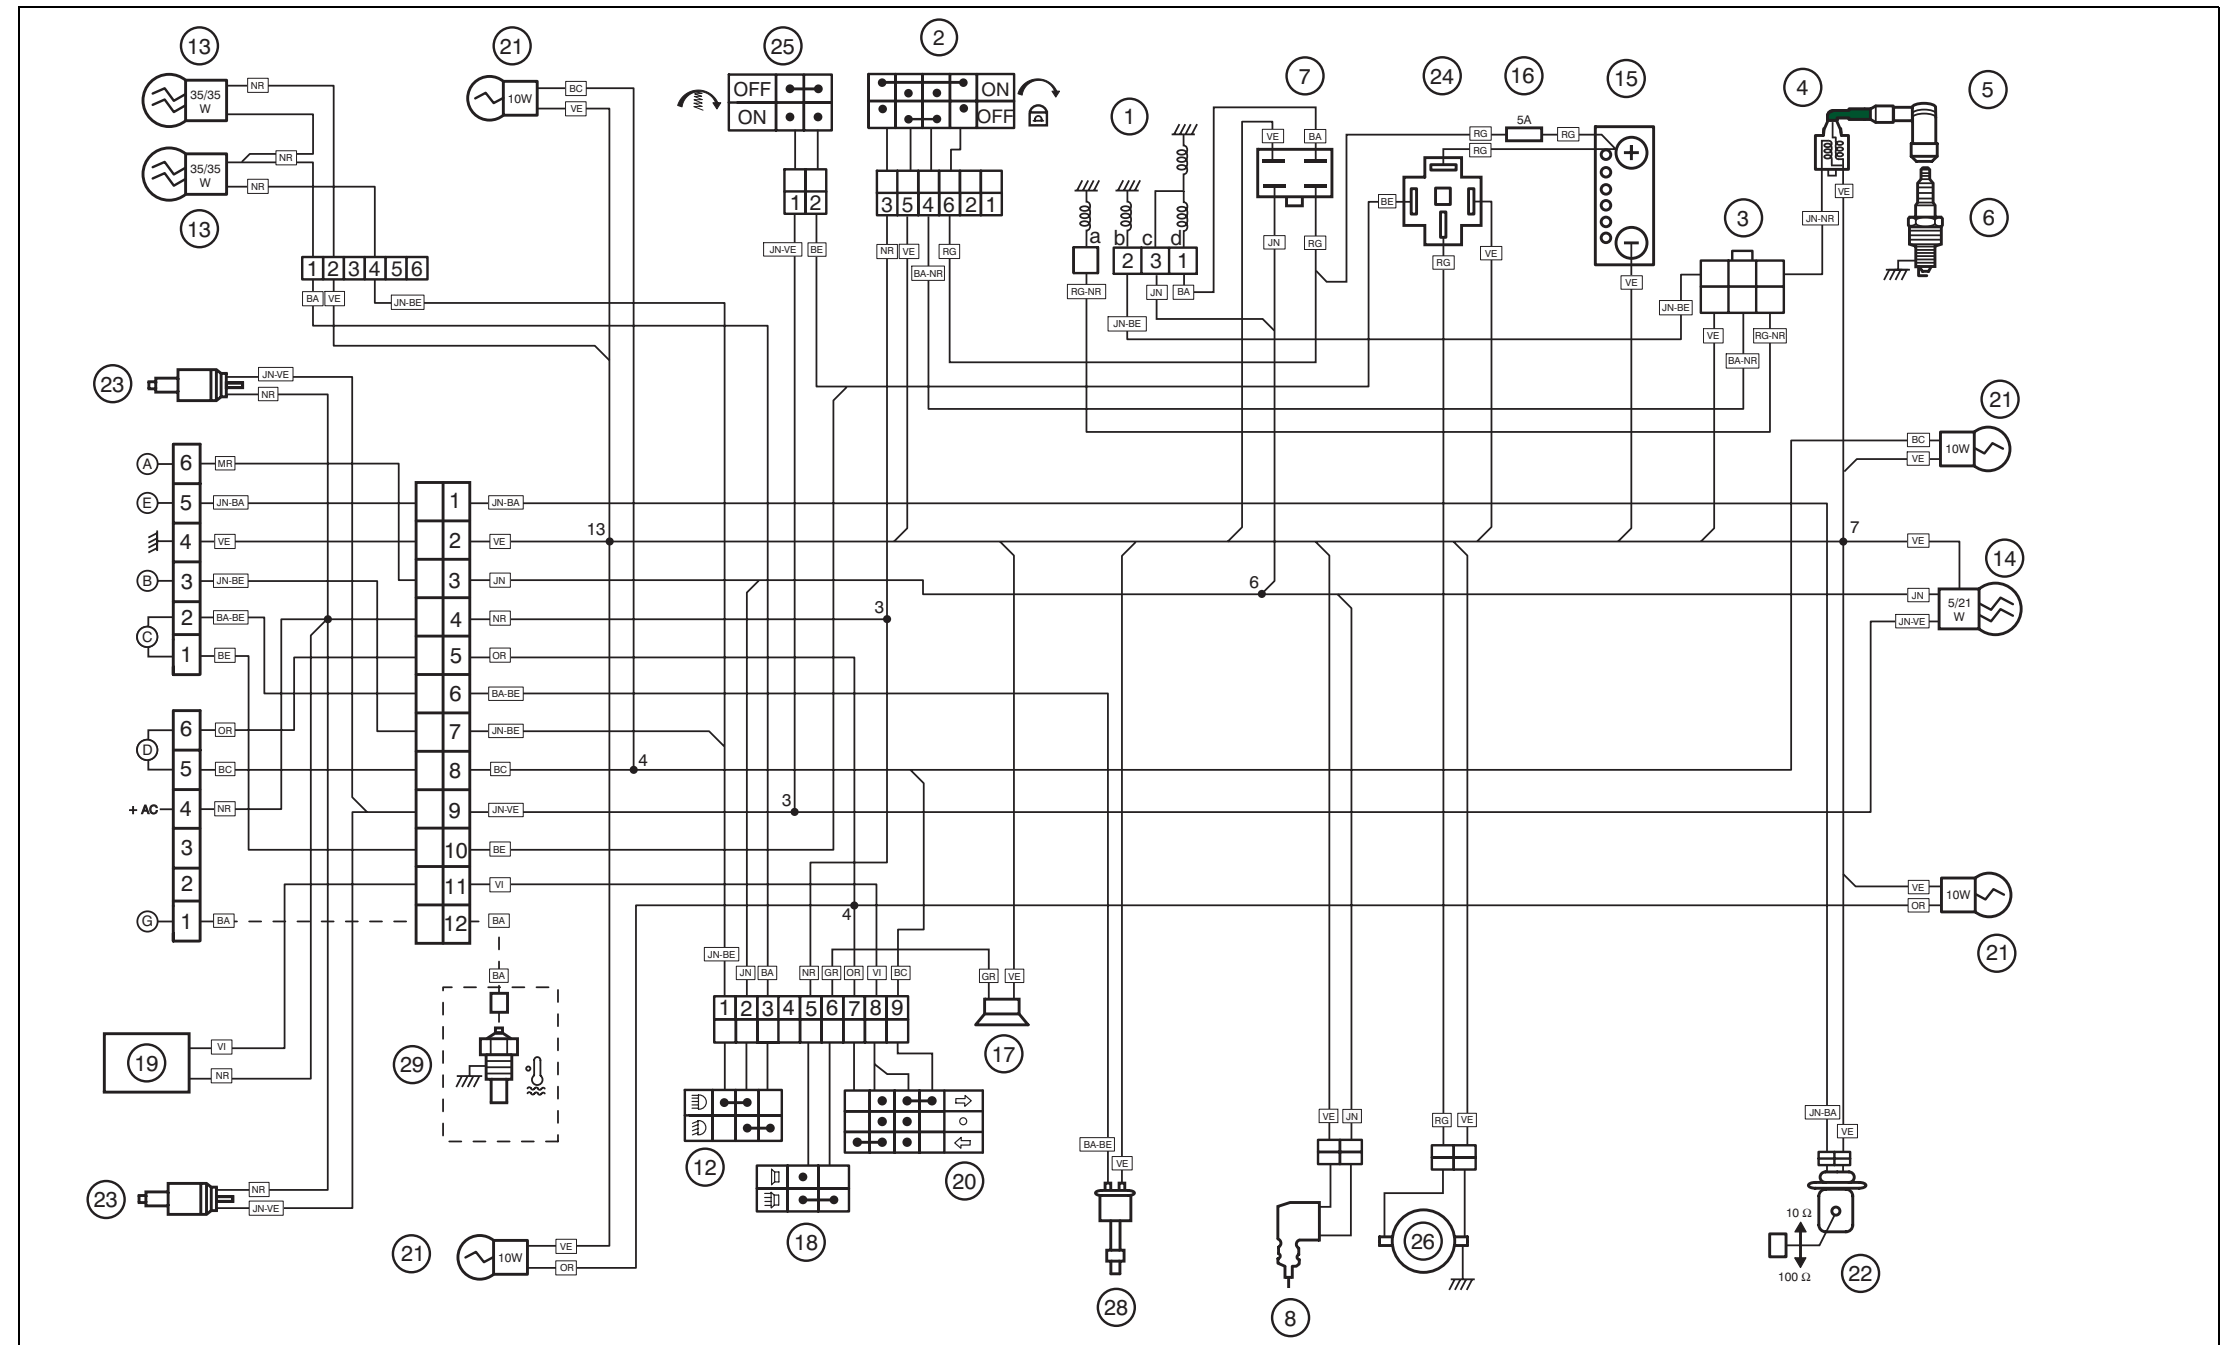 13
21
25
2
7
24
16
15
4
5
35/35
W
NR
10W
BC
VE
OFF
ON
ON
OFF
1
VE
BA
RG
5A
RG
RG
35/35
W
NR
NR
13
1 2
3 5 4 6 2 1
BE
VE
JN-NR
3
6
JN-VE
BE
NR
VE
RG
BA-NR
a
b
c
d
2 3 1
JN
RG
RG
VE
VE
1 2 3 4 5 6
BA
VE
JN-BE
RG-NR
JN
BA
JN-BE
JN-BE
VE
RG-NR
BA-NR
23
JN-VE
NR
21
BC
VE
10W
A
6
MR
E
5
JN-BA
1
JN-BA
4
VE
2
VE
13
7
VE
14
B
3
JN-BE
3
JN
6
JN
5/21
W
JN-VE
C
2
BA-BE
4
NR
3
1
BE
5
OR
6
BA-BE
D
6
OR
7
JN-BE
5
BC
8
BC
4
+ AC
4
NR
9
JN-VE
3
3
10
BE
2
11
VI
VE
OR
10W
G
1
BA
12
BA
4
21
JN-BE
JN
BA
NR
GR
OR
VI
BC
GR
VE
BA
1 2 3 4 5 6 7 8 9
17
19
VI
NR
29
12
18
20
BA-BE
VE
VE
JN
RG
VE
JN-BA
VE
23
NR
JN-VE
21
10W
VE
OR
28
8
26
10 Ω
100 Ω
22